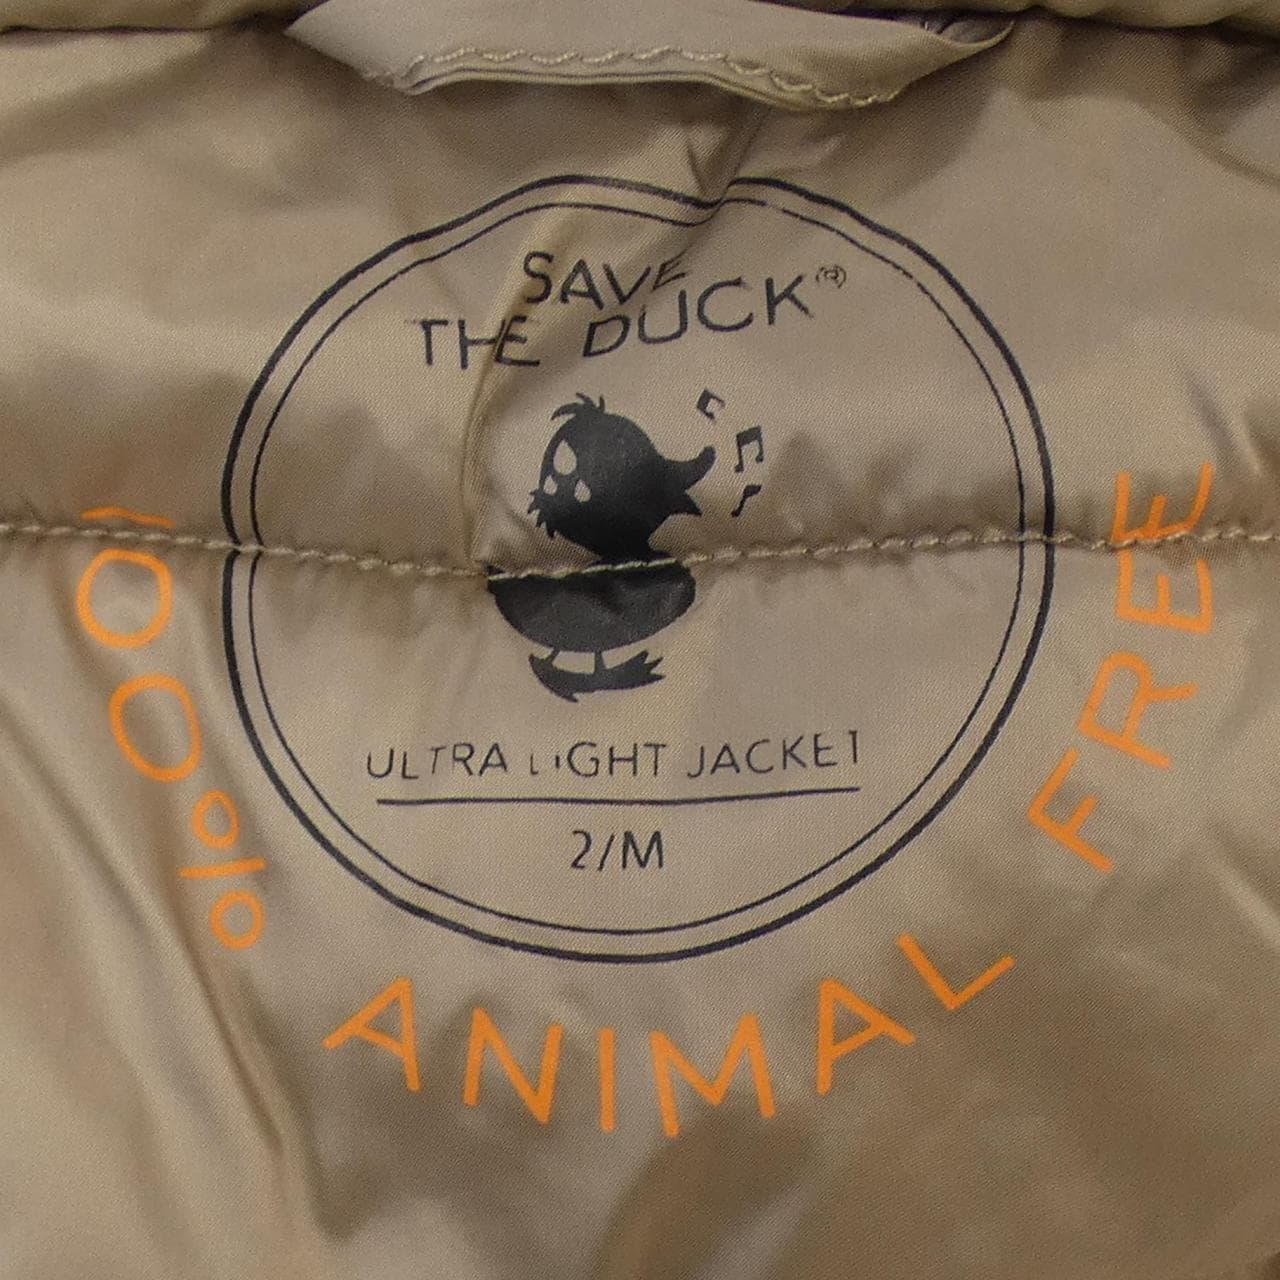 SAVE
THE DUCK®
ULTRA LIGHT JACKET
2/M
100% ANIMAL FREE